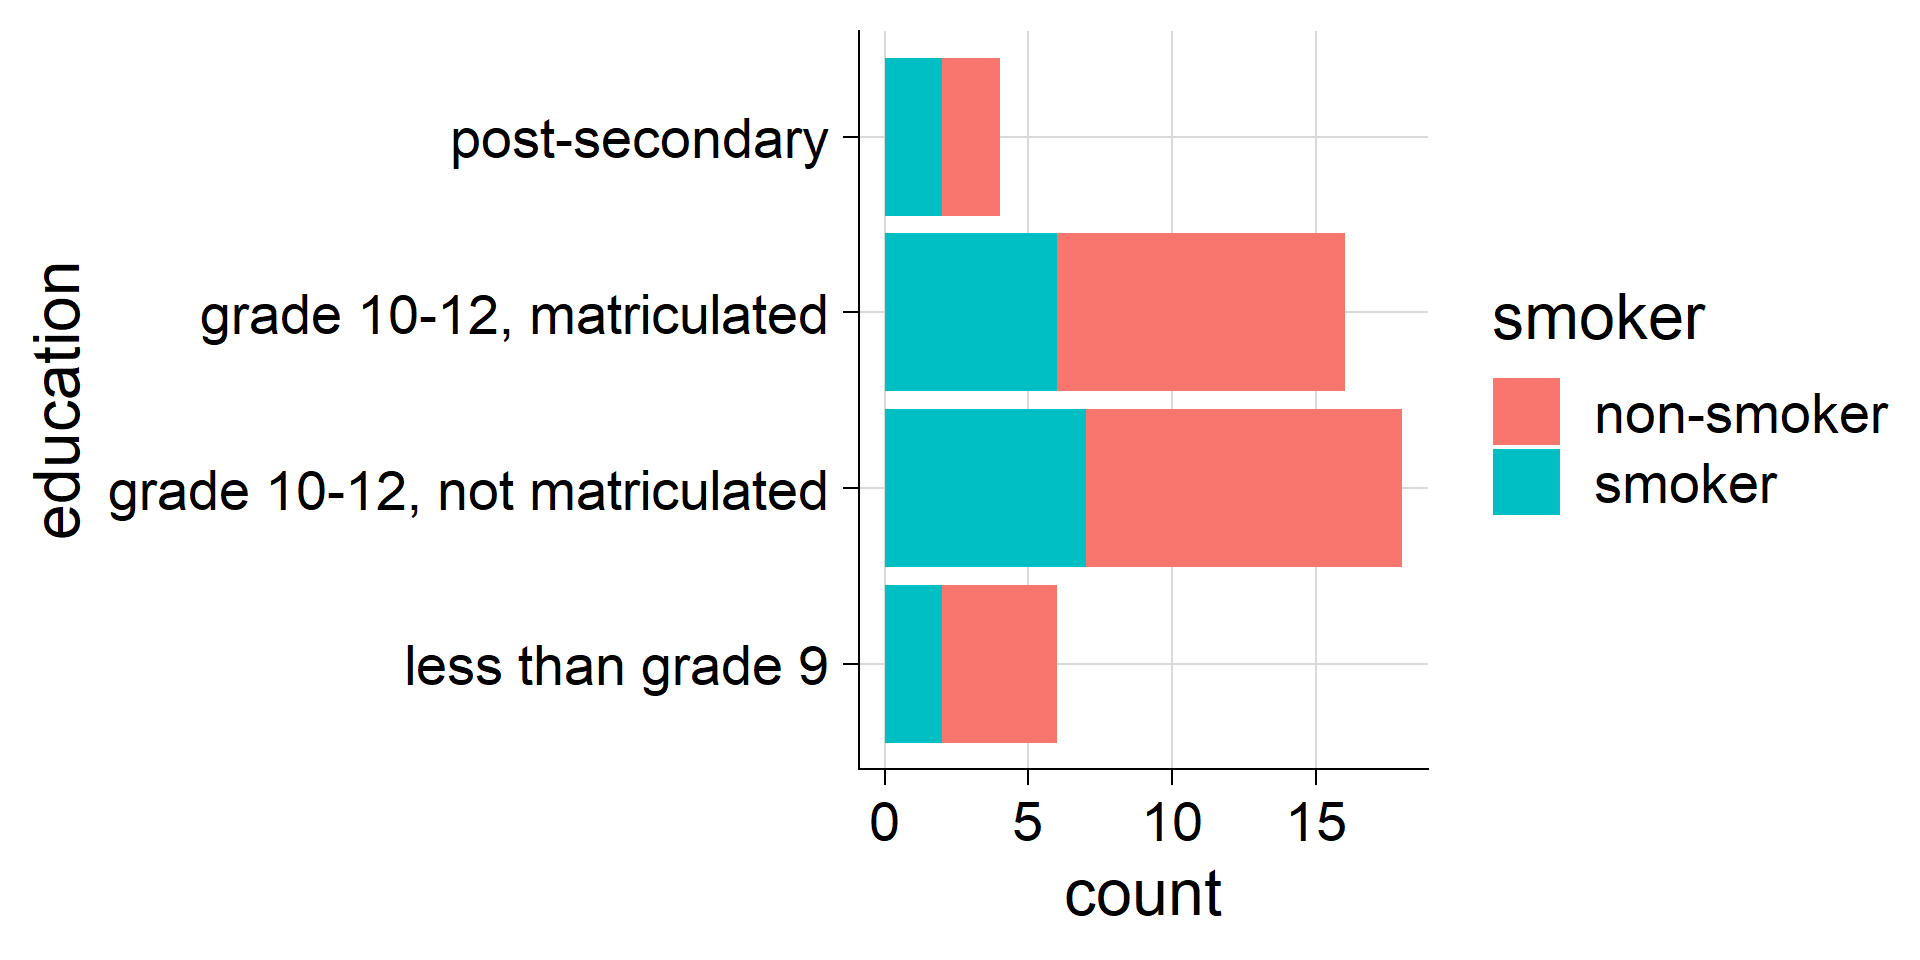 education
post-secondary
grade 10-12, matriculated
grade 10-12, not matriculated
less than grade 9
0 5 10 15
count
smoker
non-smoker
smoker